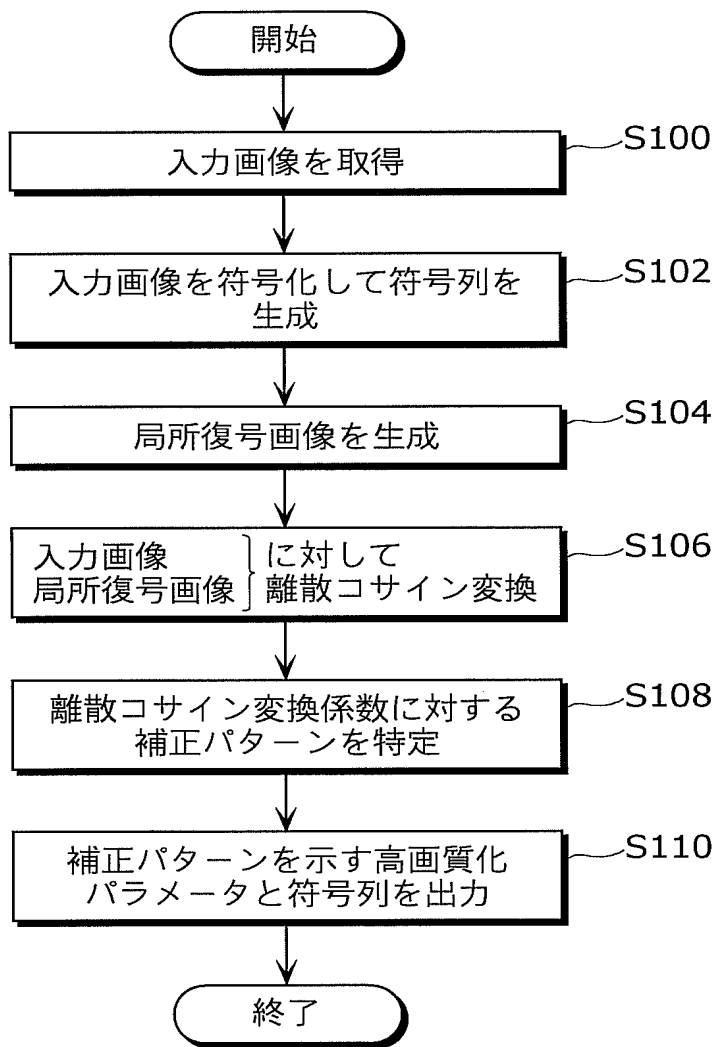 開始
入力画像を取得
S100
入力画像を符号化して符号列を
生成
S102
局所復号画像を生成
S104
入力画像
局所復号画像
に対して
離散コサイン変換
S106
離散コサイン変換係数に対する
補正パターンを特定
S108
補正パターンを示す高画質化
パラメータと符号列を出力
S110
終了